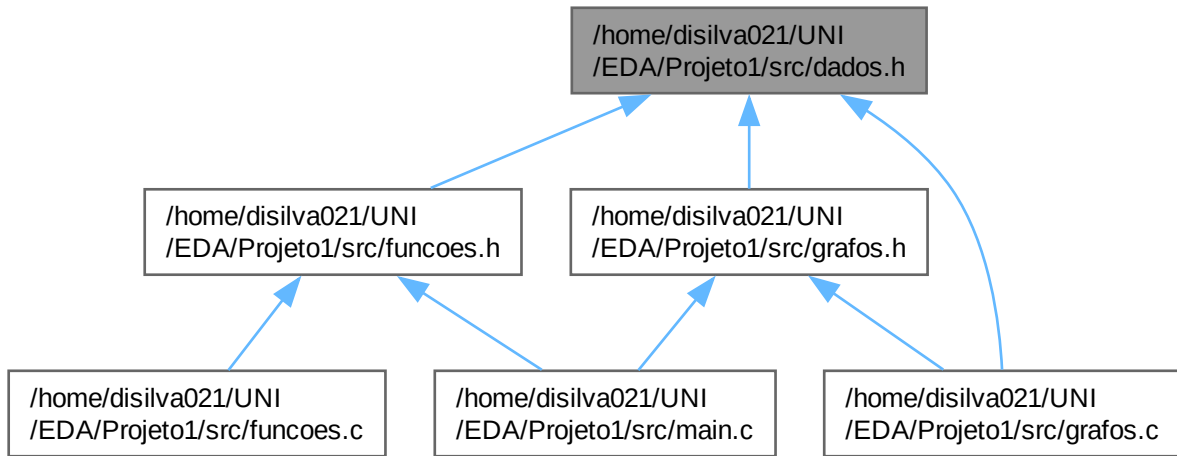 /home/disilva021/UNI
/EDA/Projeto1/src/dados.h
/home/disilva021/UNI
/EDA/Projeto1/src/funcoes.h
/home/disilva021/UNI
/EDA/Projeto1/src/grafos.h
/home/disilva021/UNI
/EDA/Projeto1/src/funcoes.c
/home/disilva021/UNI
/EDA/Projeto1/src/main.c
/home/disilva021/UNI
/EDA/Projeto1/src/grafos.c